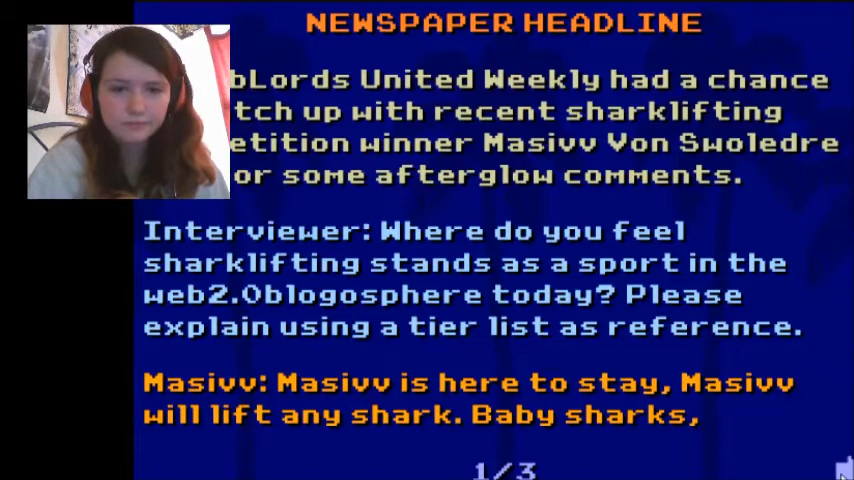 NEWSPAPER HEADLINE
bLords United Weekly had a chance
tch up with recent sharklifting
etition winner Masivv Von Swoledre
or some afterglow comments.
Interviewer: Where do you feel
sharklifting stands as a sport in the
web2.0blogosphere today? Please
explain using a tier list as reference.
Masivv: Masivv is here to stay, Masivv
will lift any shark. Baby sharks,
1/3